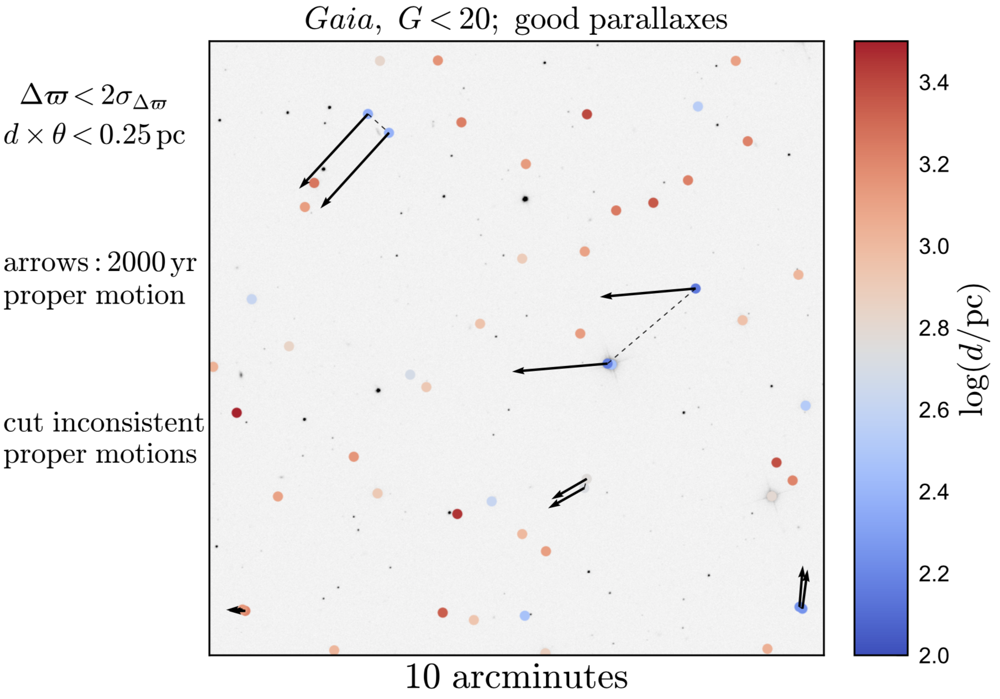 Gaia, G < 20; good parallaxes
Δϖ < 2σ_Δϖ
d × θ < 0.25 pc
arrows : 2000 yr
proper motion
cut inconsistent
proper motions
10 arcminutes
3.4
3.2
3.0
2.8
2.6
2.4
2.2
2.0
log(d/pc)